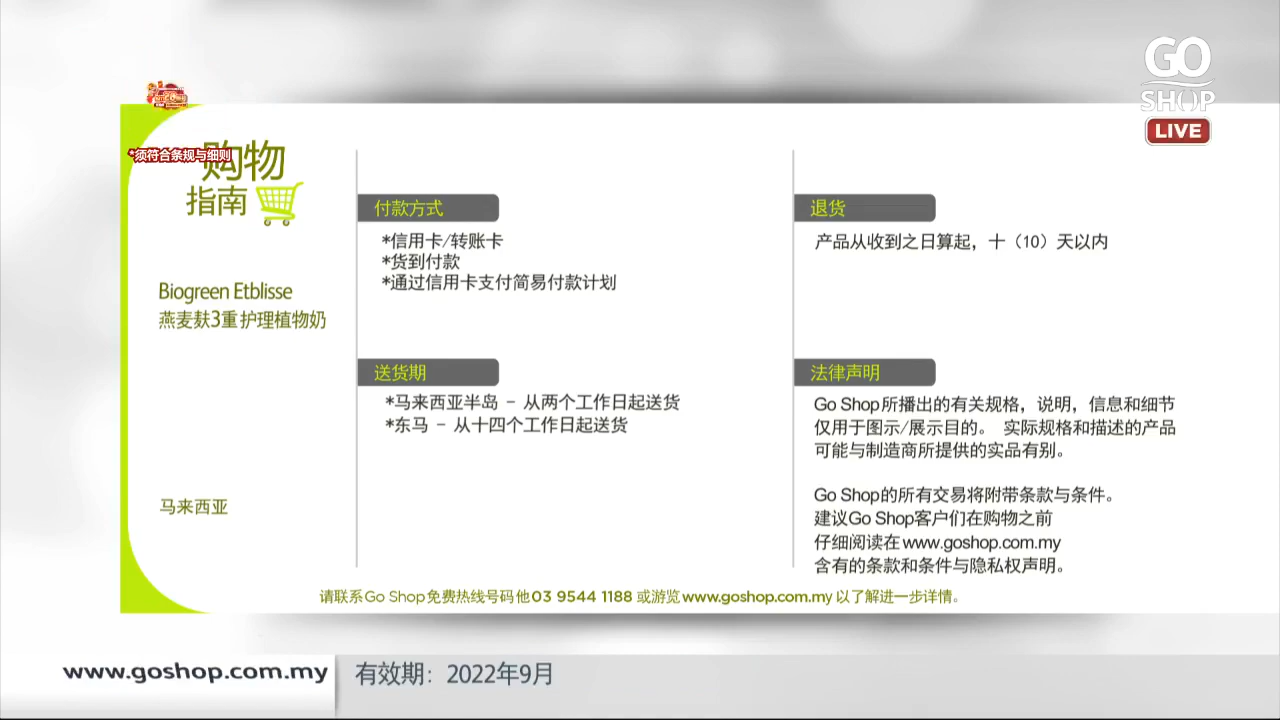 GO
SHOP
LIVE
*须符合条规与细则
购物
指南
Biogreen Etblisse
燕麦麸3重护理植物奶
马来西亚
付款方式
*信用卡/转账卡
*货到付款
*通过信用卡支付简易付款计划
送货期
*马来西亚半岛 - 从两个工作日起送货
*东马 - 从十四个工作日起送货
退货
产品从收到之日算起，十（10）天以内
法律声明
Go Shop所播出的有关规格，说明，信息和细节
仅用于图示/展示目的。 实际规格和描述的产品
可能与制造商所提供的实品有别。
Go Shop的所有交易将附带条款与条件。
建议Go Shop客户们在购物之前
仔细阅读在www.goshop.com.my
含有的条款和条件与隐私权声明。
请联系Go Shop免费热线号码他03 9544 1188 或游览www.goshop.com.my 以了解进一步详情。
www.goshop.com.my
有效期：2022年9月